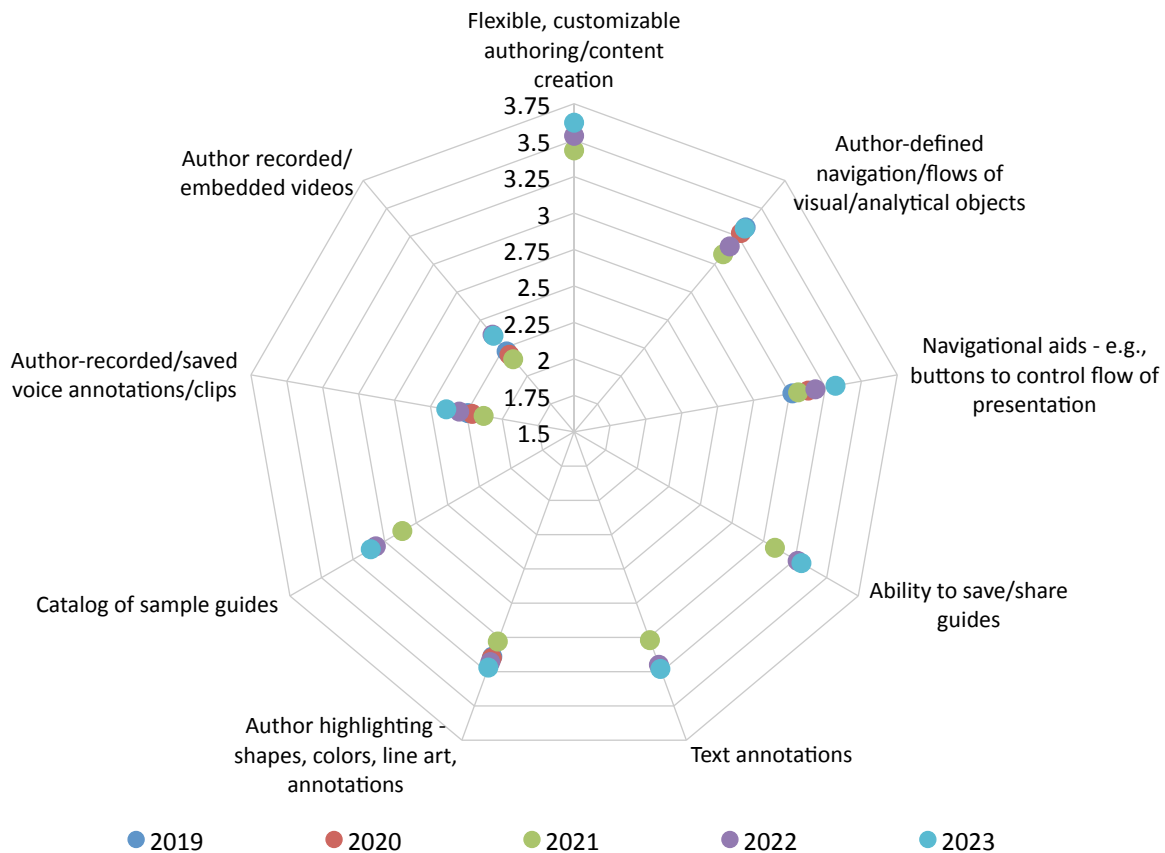 Flexible, customizable
authoring/content
creation
Author-defined
navigation/flows of
visual/analytical objects
Navigational aids - e.g.,
buttons to control flow of
presentation
Ability to save/share
guides
Text annotations
Author highlighting -
shapes, colors, line art,
annotations
Catalog of sample guides
Author-recorded/saved
voice annotations/clips
Author recorded/
embedded videos
3.75
3.5
3.25
3
2.75
2.5
2.25
2
1.75
1.5
2019
2020
2021
2022
2023